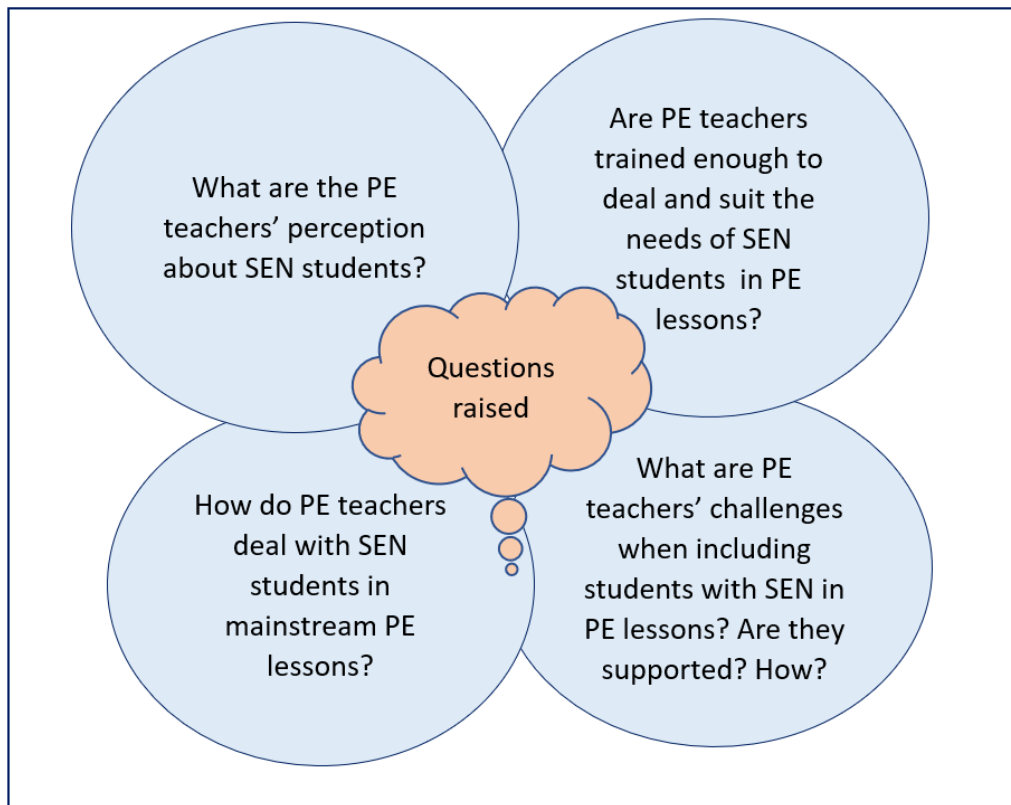 What are the PE
teachers’ perception
about SEN students?
Are PE teachers
trained enough to
deal and suit the
needs of SEN
students in PE
lessons?
Questions
raised
How do PE teachers
deal with SEN
students in
mainstream PE
lessons?
What are PE
teachers’ challenges
when including
students with SEN in
PE lessons? Are they
supported? How?